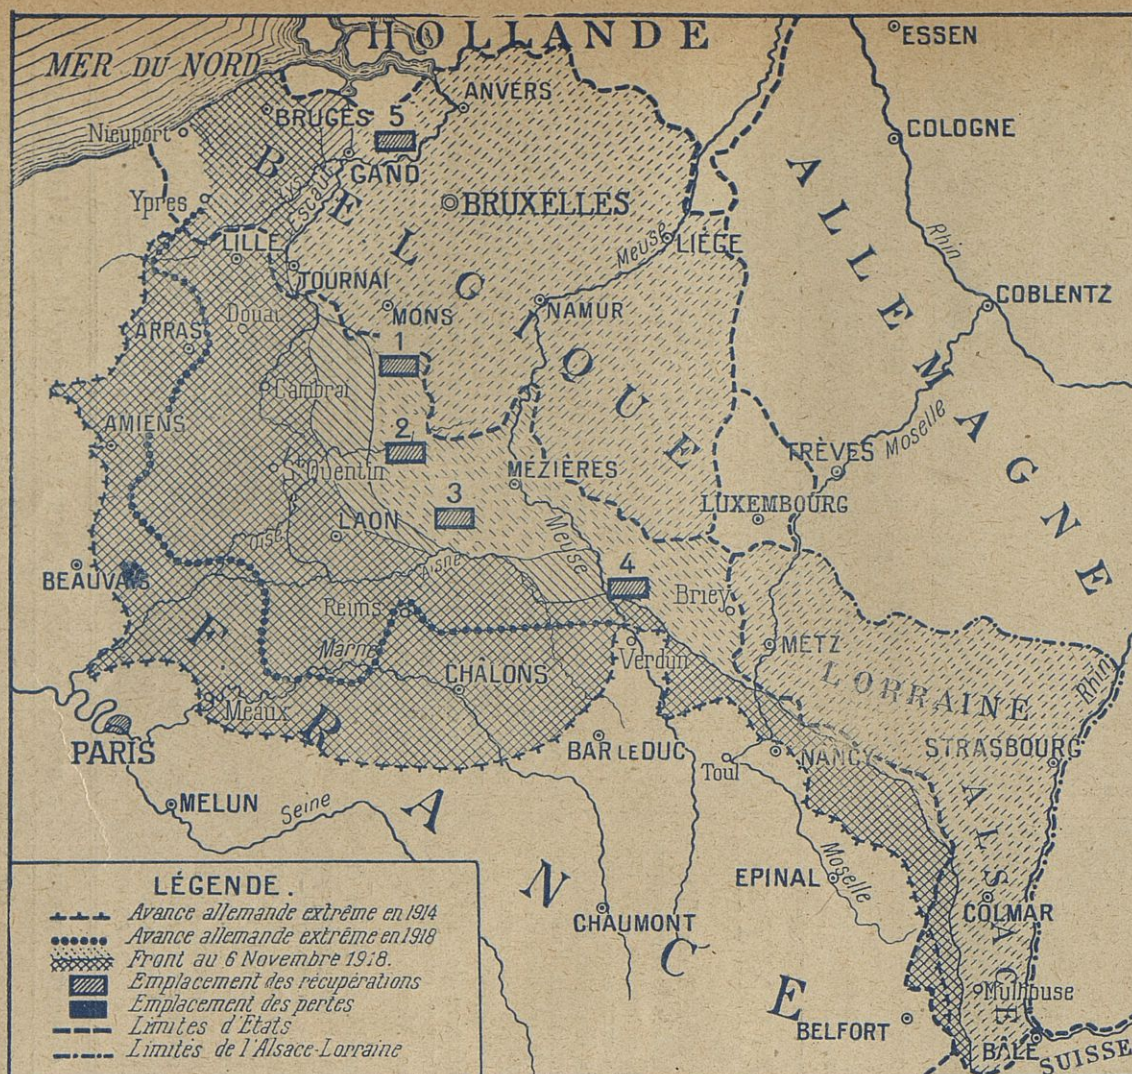 HOLLANDE
MER DU NORD
ESSEN
ANVERS
BRUGES
5
Nieuport
COLOGNE
GAND
Lys
Escaut
Ypres
BRUXELLES
BELGIQUE
ALLEMAGNE
Rhin
LILLE
Meuse
LIÉGE
TOURNAI
COBLENTZ
MONS
NAMUR
Douai
ARRAS
1
Cambrai
AMIENS
2
Moselle
TRÈVES
St Quentin
MÉZIÈRES
3
LUXEMBOURG
LAON
Oise
Meuse
Aisne
BEAUVAIS
4
Briey
Reims
FRANCE
Marne
Verdun
METZ
CHÂLONS
LORRAINE
Rhin
Meaux
PARIS
BAR LE DUC
Toul
NANCY
STRASBOURG
MELUN
Seine
ALSACE
Moselle
EPINAL
COLMAR
CHAUMONT
Mulhouse
BELFORT
BÂLE
SUISSE
LÉGENDE.
Avance allemande extrême en 1914
Avance allemande extrême en 1918
Front au 6 Novembre 1918.
Emplacement des récupérations
Emplacement des pertes
Limites d'Etats
Limites de l'Alsace-Lorraine